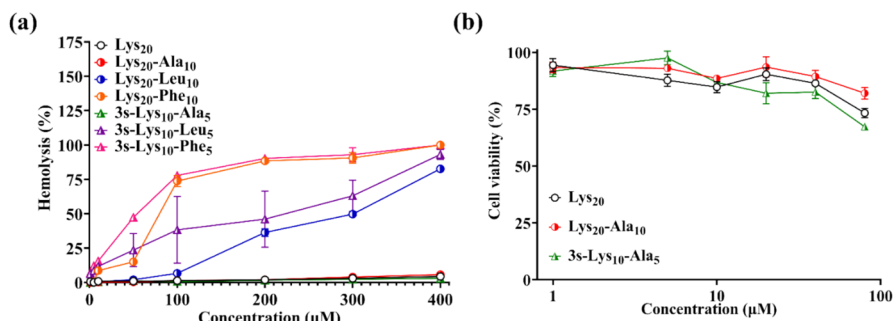 (a)
Hemolysis (%)
175
150
125
100
75
50
25
0
0
100
200
300
400
Concentration (µM)
Lys20
Lys20-Ala10
Lys20-Leu10
Lys20-Phe10
3s-Lys10-Ala5
3s-Lys10-Leu5
3s-Lys10-Phe5
(b)
Cell viability (%)
100
75
50
25
0
1
10
100
Concentration (µM)
Lys20
Lys20-Ala10
3s-Lys10-Ala5